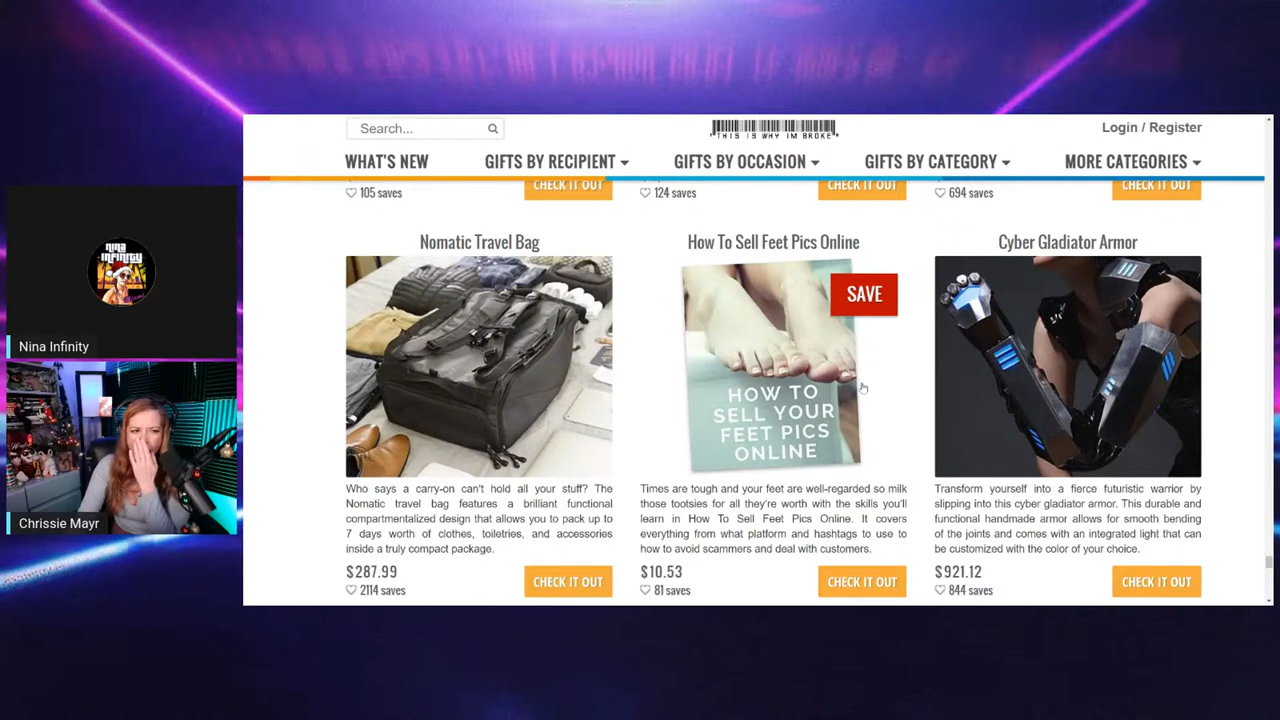 Search...
THIS IS WHY IM BROKE
Login / Register
WHAT'S NEW
GIFTS BY RECIPIENT
GIFTS BY OCCASION
GIFTS BY CATEGORY
MORE CATEGORIES
105 saves
CHECK IT OUT
124 saves
CHECK IT OUT
694 saves
CHECK IT OUT
Nomatic Travel Bag
Who says a carry-on can't hold all your stuff? The
Nomatic travel bag features a brilliant functional
compartmentalized design that allows you to pack up to
7 days worth of clothes, toiletries, and accessories
inside a truly compact package.
$287.99
2114 saves
CHECK IT OUT
How To Sell Feet Pics Online
SAVE
HOW TO
SELL YOUR
FEET PICS
ONLINE
Times are tough and your feet are well-regarded so milk
those tootsies for all they're worth with the skills you'll
learn in How To Sell Feet Pics Online. It covers
everything from what platform and hashtags to use to
how to avoid scammers and deal with customers.
$10.53
81 saves
CHECK IT OUT
Cyber Gladiator Armor
Transform yourself into a fierce futuristic warrior by
slipping into this cyber gladiator armor. This durable and
functional handmade armor allows for smooth bending
of the joints and comes with an integrated light that can
be customized with the color of your choice.
$921.12
844 saves
CHECK IT OUT
NINA
INFINITY
Nina Infinity
Chrissie Mayr